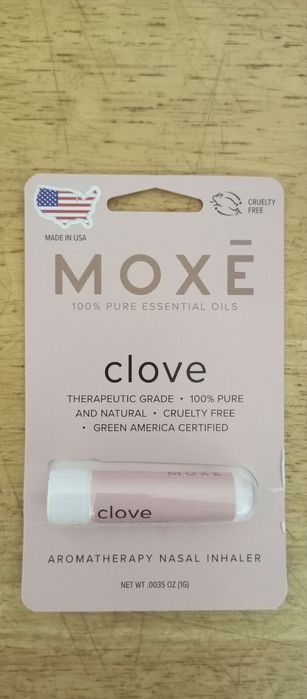 CRUELTY
FREE
MADE IN USA
MOXĒ
100% PURE ESSENTIAL OILS
clove
THERAPEUTIC GRADE • 100% PURE
AND NATURAL • CRUELTY FREE
• GREEN AMERICA CERTIFIED
MOXĒ
clove
AROMATHERAPY NASAL INHALER
NET WT .0035 OZ (1G)